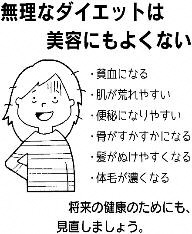 無理なダイエットは
美容にもよくない
・貧血になる
・肌が荒れやすい
・便秘になりやすい
・骨がすかすかになる
・髪がぬけやすくなる
・体毛が濃くなる
将来の健康のためにも、
見直しましょう。